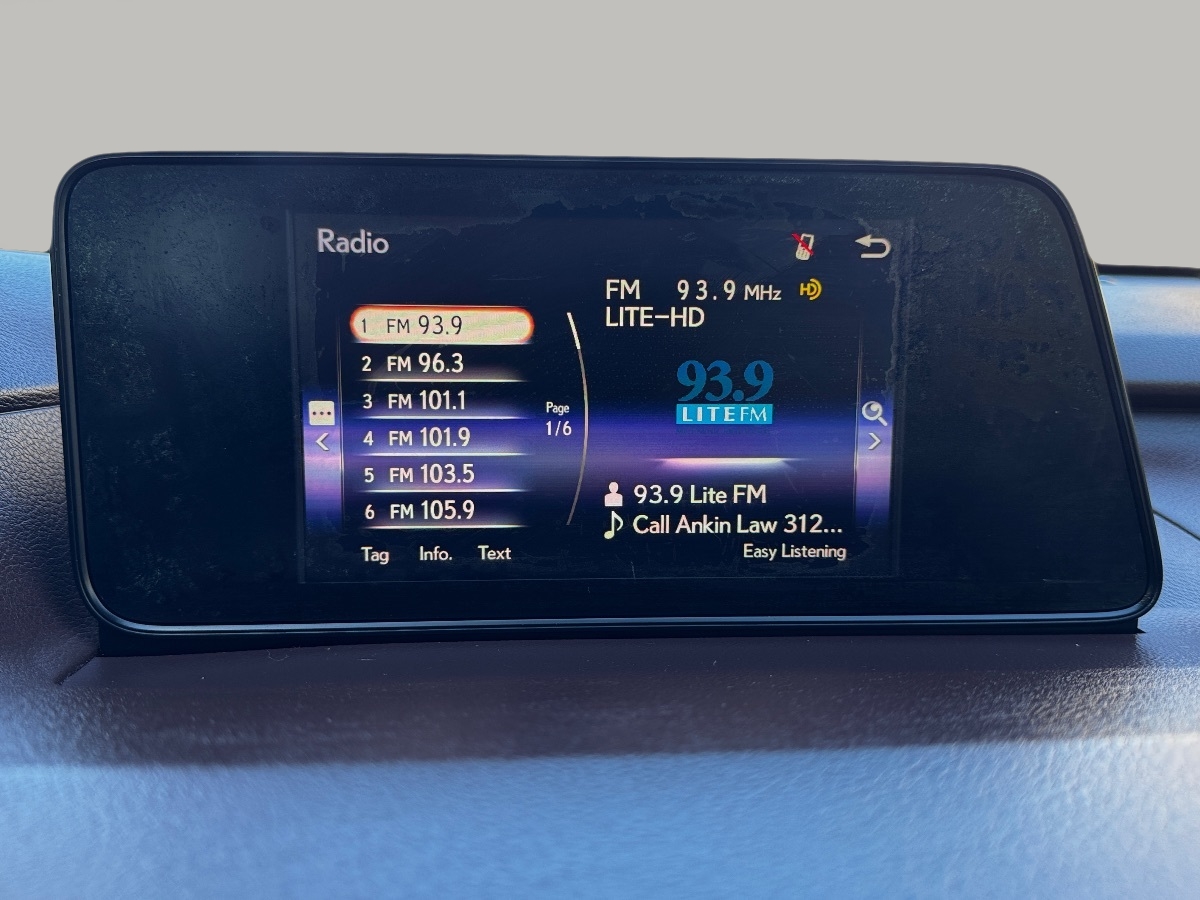 Radio
1 FM 93.9
2 FM 96.3
3 FM 101.1
4 FM 101.9
5 FM 103.5
6 FM 105.9
Page
1/6
Tag Info. Text
FM 93.9 MHz HD
LITE-HD
93.9
LITE FM
93.9 Lite FM
Call Ankin Law 312...
Easy Listening